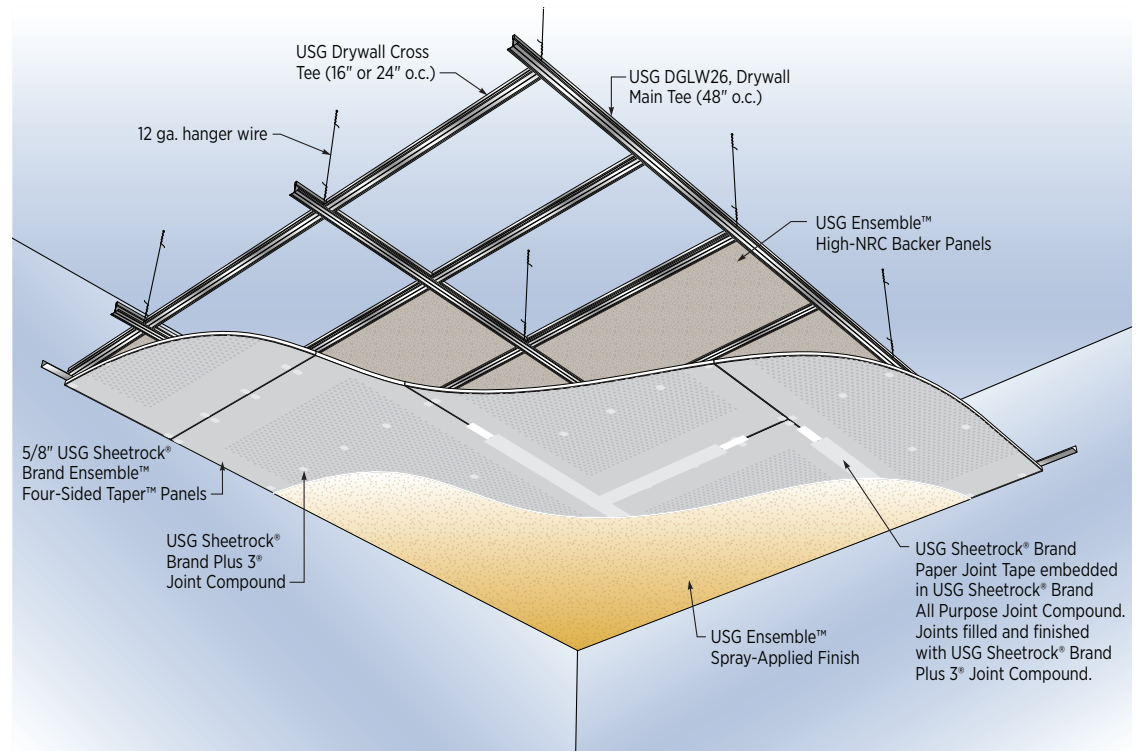 USG Drywall Cross
Tee (16" or 24" o.c.)
USG DGLW26, Drywall
Main Tee (48" o.c.)
12 ga. hanger wire
USG Ensemble™
High-NRC Backer Panels
5/8" USG Sheetrock®
Brand Ensemble™
Four-Sided Taper™ Panels
USG Sheetrock®
Brand Plus 3®
Joint Compound
USG Ensemble™
Spray-Applied Finish
USG Sheetrock® Brand
Paper Joint Tape embedded
in USG Sheetrock® Brand
All Purpose Joint Compound.
Joints filled and finished
with USG Sheetrock® Brand
Plus 3® Joint Compound.